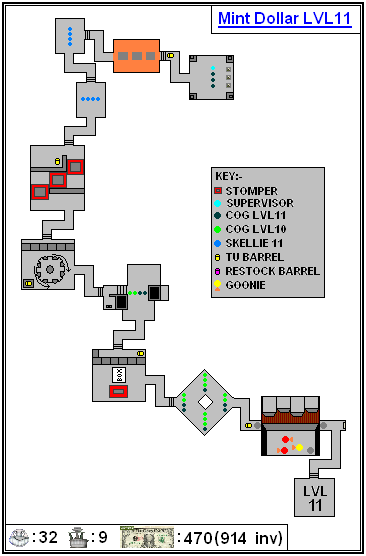 Mint Dollar LVL11
KEY:-
STOMPER
SUPERVISOR
COG LVL11
COG LVL10
SKELLIE 11
TU BARREL
RESTOCK BARREL
GOONIE
BOX
LVL
11
:32 :9 :470(914 inv)